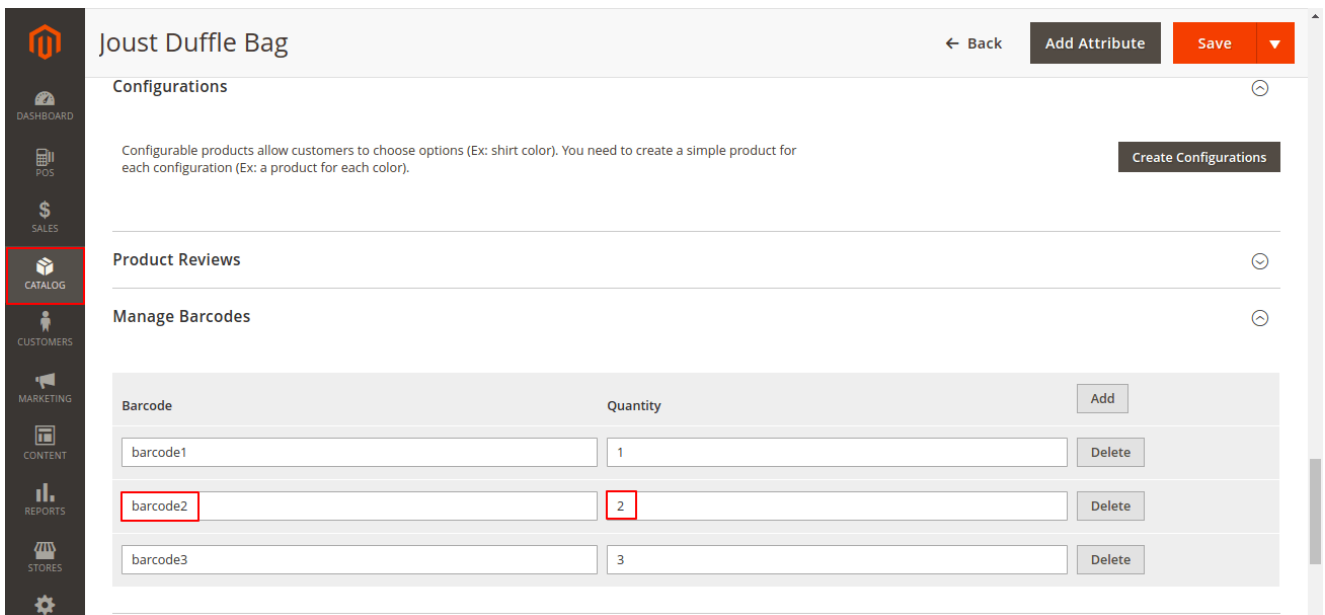 Joust Duffle Bag
← Back
Add Attribute
Save
DASHBOARD
POS
SALES
CATALOG
CUSTOMERS
MARKETING
CONTENT
REPORTS
STORES
Configurations
Configurable products allow customers to choose options (Ex: shirt color). You need to create a simple product for
each configuration (Ex: a product for each color).
Create Configurations
Product Reviews
Manage Barcodes
Barcode Quantity Add
barcode1 1 Delete
barcode2 2 Delete
barcode3 3 Delete